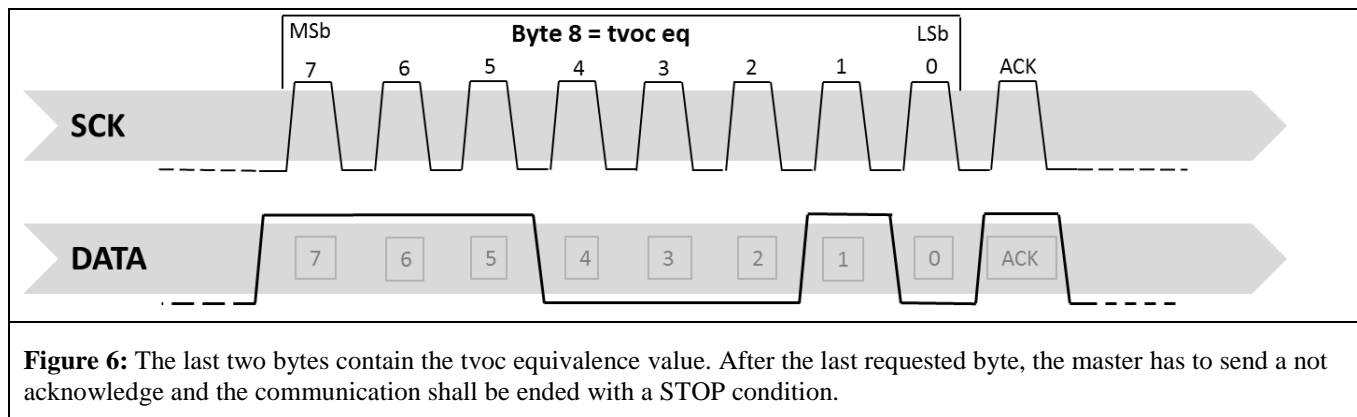 MSb Byte 8 = tvoc eq LSb
7 6 5 4 3 2 1 0 ACK
SCK
DATA 7 6 5 4 3 2 1 0 ACK
Figure 6: The last two bytes contain the tvoc equivalence value. After the last requested byte, the master has to send a not
acknowledge and the communication shall be ended with a STOP condition.